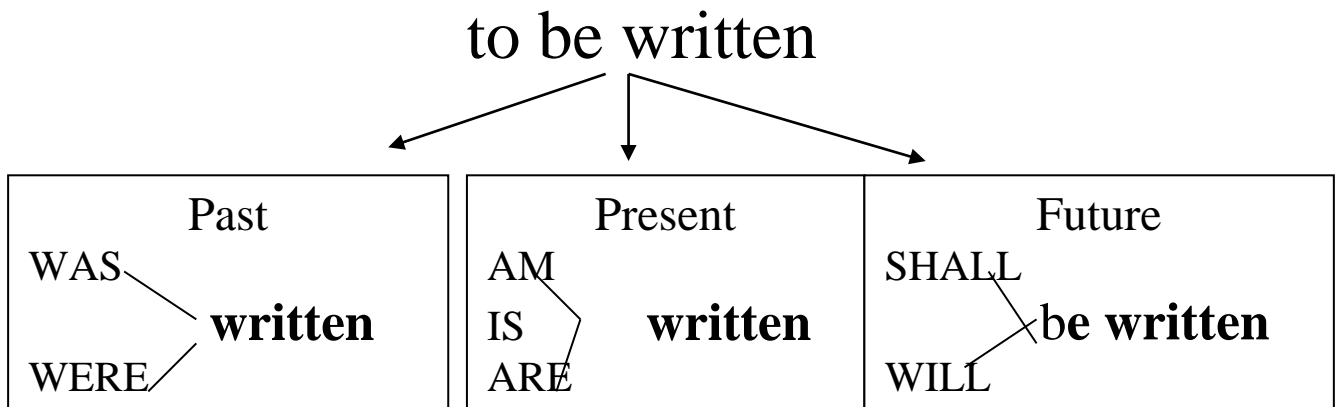 to be written
Past
WAS
written
WERE
Present
AM
IS written
ARE
Future
SHALL
be written
WILL